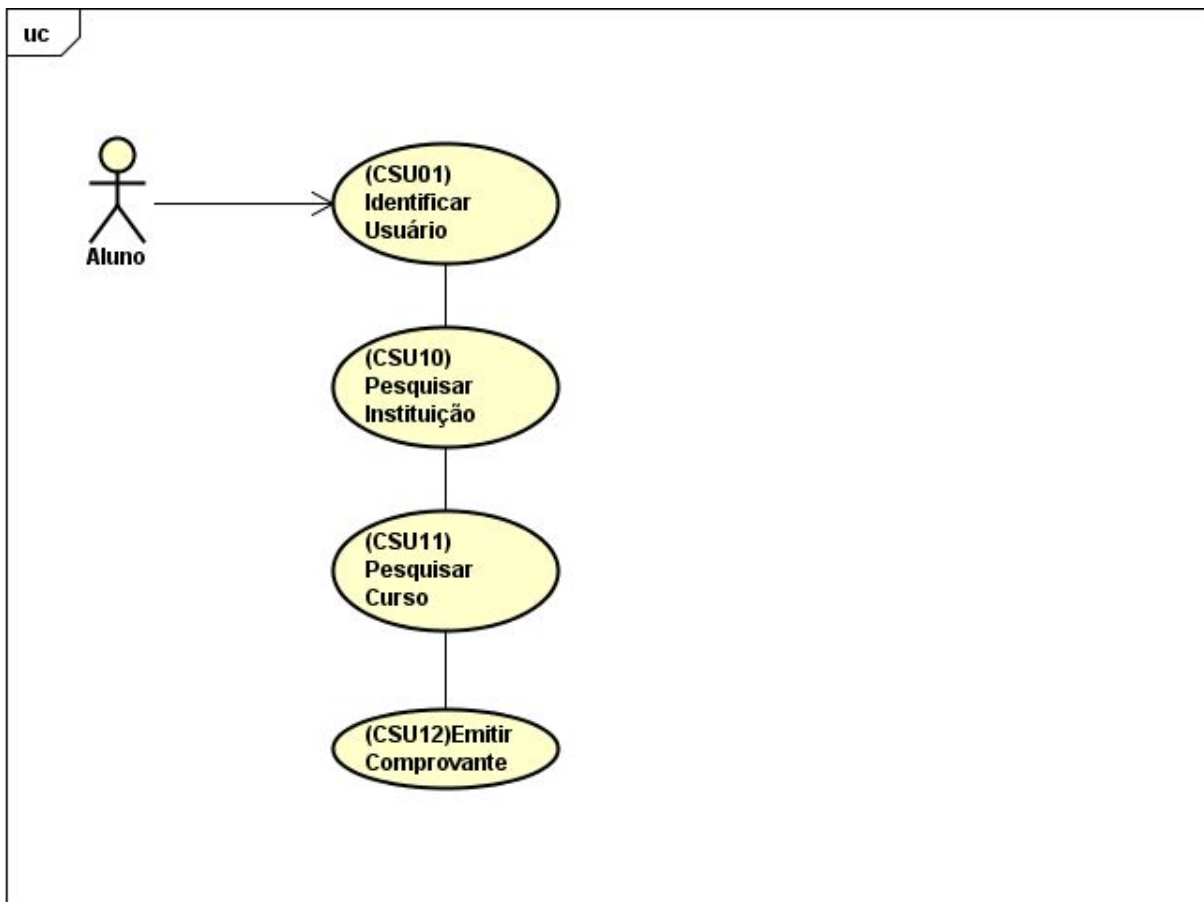 uc
Aluno
(CSU01)
Identificar
Usuário
(CSU10)
Pesquisar
Instituição
(CSU11)
Pesquisar
Curso
(CSU12)Emitir
Comprovante